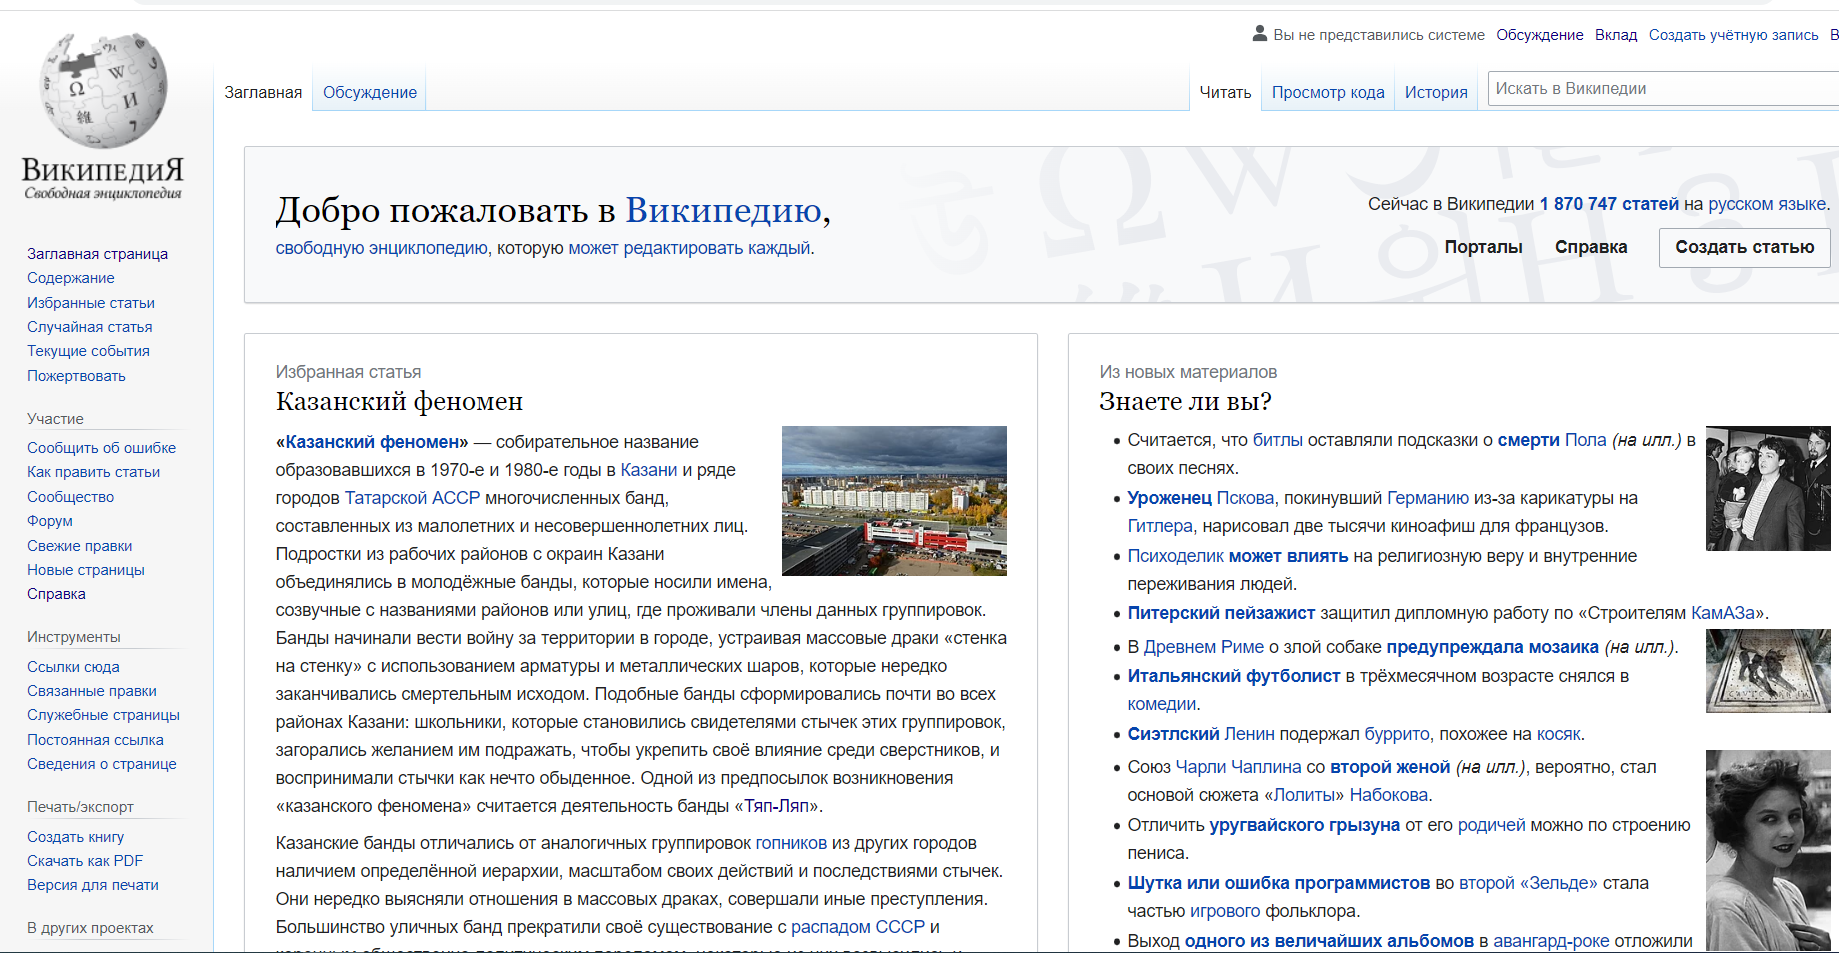 Вы не представились системе Обсуждение Вклад Создать учётную запись
Заглавная Обсуждение Читать Просмотр кода История Искать в Википедии
ВикипедиЯ
Свободная энциклопедия
Заглавная страница
Содержание
Избранные статьи
Случайная статья
Текущие события
Пожертвовать
Участие
Сообщить об ошибке
Как править статьи
Сообщество
Форум
Свежие правки
Новые страницы
Справка
Инструменты
Ссылки сюда
Связанные правки
Служебные страницы
Постоянная ссылка
Сведения о странице
Печать/экспорт
Создать книгу
Скачать как PDF
Версия для печати
В других проектах
Добро пожаловать в Википедию,
свободную энциклопедию, которую может редактировать каждый.
Сейчас в Википедии 1 870 747 статей на русском языке.
Порталы Справка Создать статью
Избранная статья
Казанский феномен
«Казанский феномен» — собирательное название
образовавшихся в 1970-е и 1980-е годы в Казани и ряде
городов Татарской АССР многочисленных банд,
составленных из малолетних и несовершеннолетних лиц.
Подростки из рабочих районов с окраин Казани
объединялись в молодёжные банды, которые носили имена,
созвучные с названиями районов или улиц, где проживали члены данных группировок.
Банды начинали вести войну за территории в городе, устраивая массовые драки «стенка
на стенку» с использованием арматуры и металлических шаров, которые нередко
заканчивались смертельным исходом. Подобные банды сформировались почти во всех
районах Казани: школьники, которые становились свидетелями стычек этих группировок,
загорались желанием им подражать, чтобы укрепить своё влияние среди сверстников, и
воспринимали стычки как нечто обыденное. Одной из предпосылок возникновения
«казанского феномена» считается деятельность банды «Тяп-Ляп».
Казанские банды отличались от аналогичных группировок гопников из других городов
наличием определённой иерархии, масштабом своих действий и последствиями стычек.
Они нередко выясняли отношения в массовых драках, совершали иные преступления.
Большинство уличных банд прекратили своё существование с распадом СССР и
Из новых материалов
Знаете ли вы?
Считается, что битлы оставляли подсказки о смерти Пола (на илл.) в
своих песнях.
Уроженец Пскова, покинувший Германию из-за карикатуры на
Гитлера, нарисовал две тысячи киноафиш для французов.
Психоделик может влиять на религиозную веру и внутренние
переживания людей.
Питерский пейзажист защитил дипломную работу по «Строителям КамАЗа».
В Древнем Риме о злой собаке предупреждала мозаика (на илл.).
Итальянский футболист в трёхмесячном возрасте снялся в
комедии.
Сиэтлский Ленин подержал буррито, похожее на косяк.
Союз Чарли Чаплина со второй женой (на илл.), вероятно, стал
основой сюжета «Лолиты» Набокова.
Отличить уругвайского грызуна от его родичей можно по строению
пениса.
Шутка или ошибка программистов во второй «Зельде» стала
частью игрового фольклора.
Выход одного из величайших альбомов в авангард-роке отложили